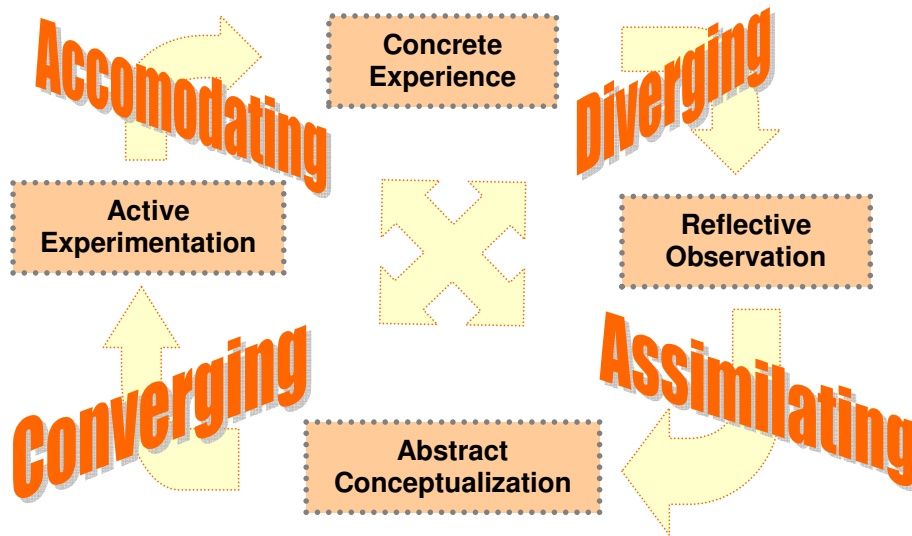 Accomodating
Concrete
Experience
Diverging
Active
Experimentation
Reflective
Observation
Converging
Assimilating
Abstract
Conceptualization